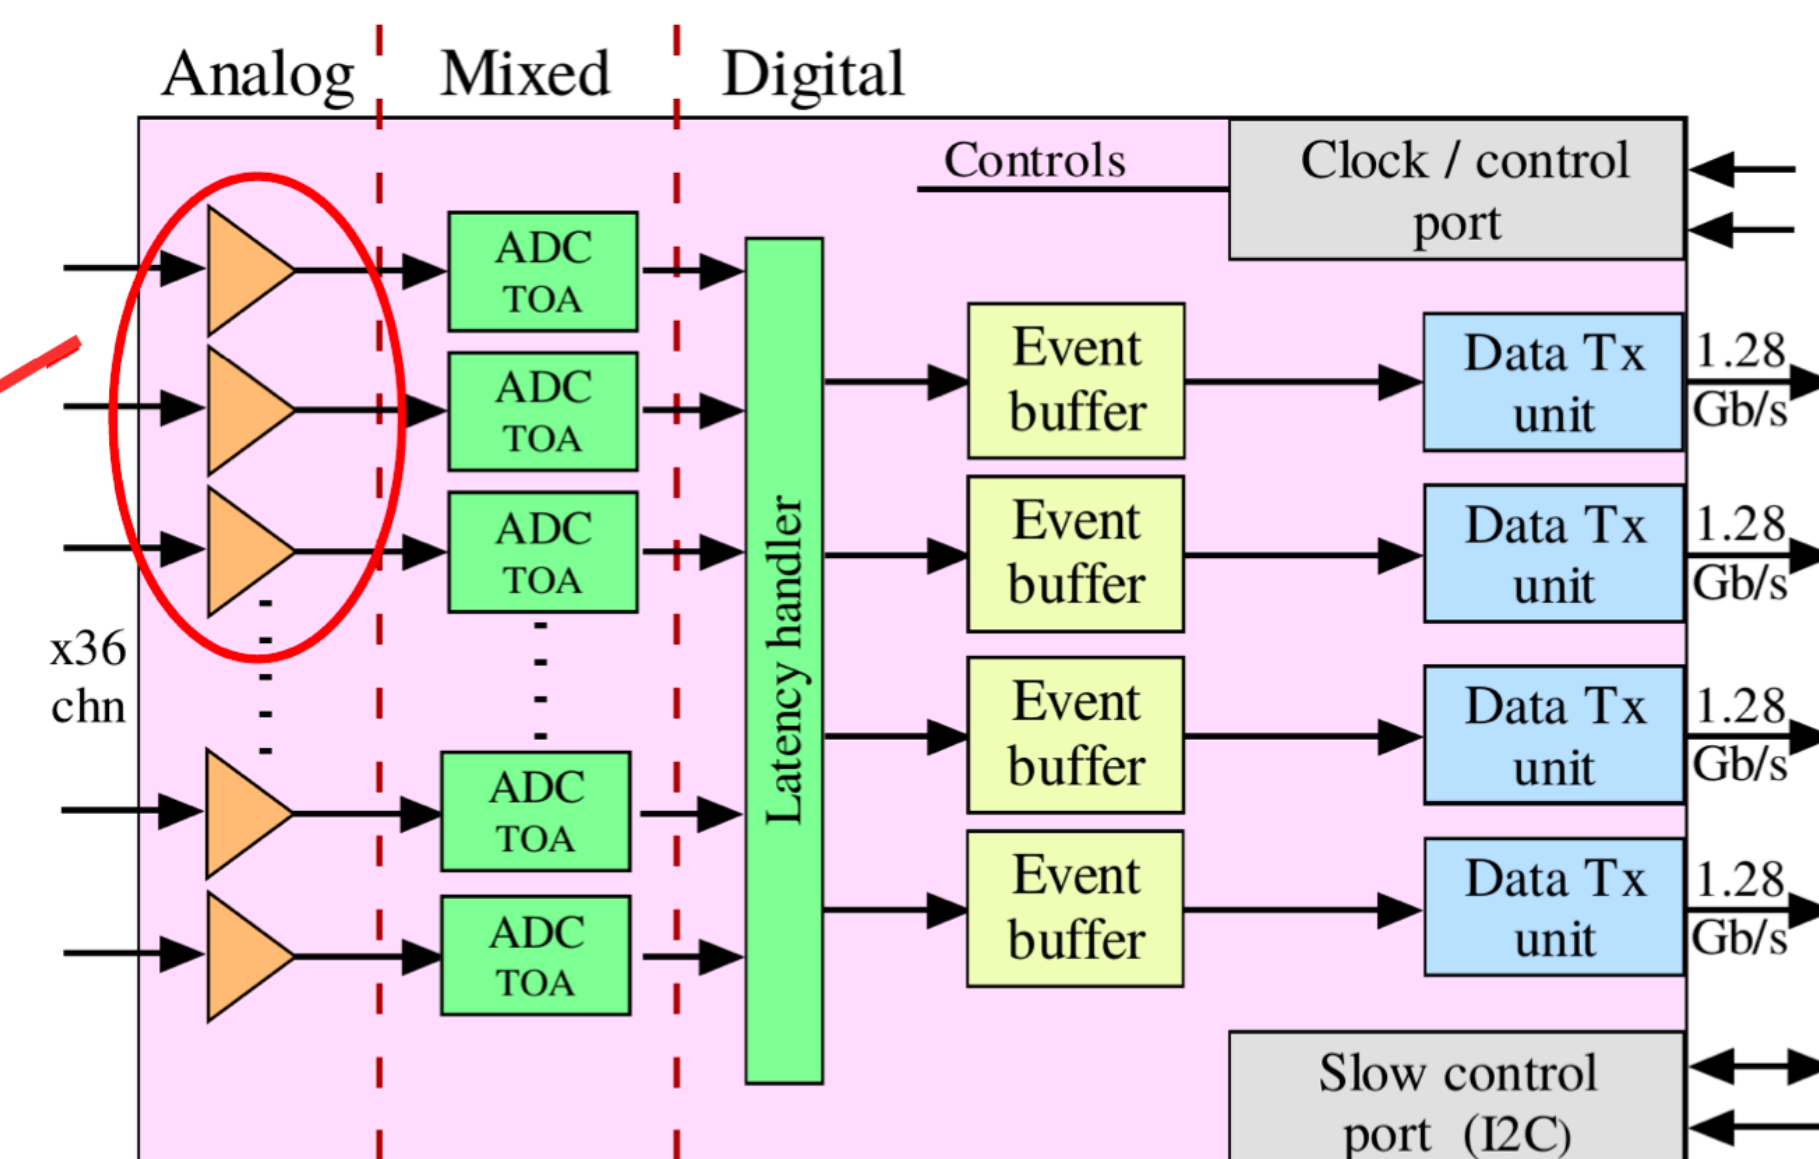 Analog
Mixed
Digital
Controls
Clock / control
port
ADC
TOA
ADC
TOA
ADC
TOA
x36
chn
ADC
TOA
ADC
TOA
Latency handler
Event
buffer
Data Tx
unit
1.28
Gb/s
Event
buffer
Data Tx
unit
1.28
Gb/s
Event
buffer
Data Tx
unit
1.28
Gb/s
Event
buffer
Data Tx
unit
1.28
Gb/s
Slow control
port (I2C)